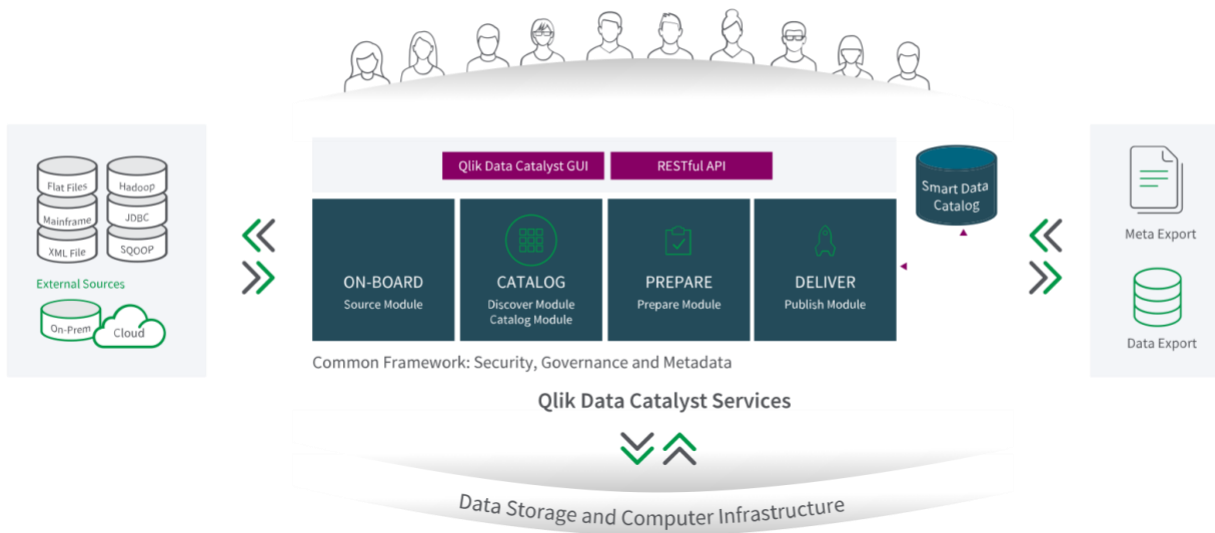 Flat Files
Hadoop
Mainframe
JDBC
XML File
SQOOP
External Sources
On-Prem
Cloud
Qlik Data Catalyst GUI
RESTful API
ON-BOARD
Source Module
CATALOG
Discover Module
Catalog Module
PREPARE
Prepare Module
DELIVER
Publish Module
Smart Data
Catalog
Common Framework: Security, Governance and Metadata
Qlik Data Catalyst Services
Data Storage and Computer Infrastructure
Meta Export
Data Export